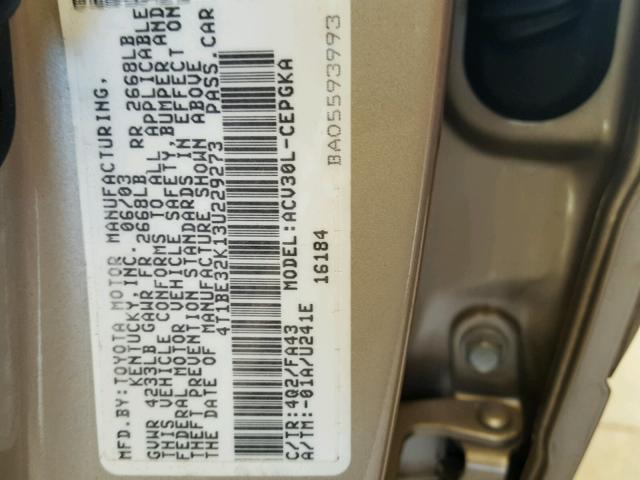 MFD. BY: TOYOTA MOTOR MANUFACTURING,
KENTUCKY, INC. 06/03
GVWR 4233LB GAWR FR 2668LB RR 2668LB
THIS VEHICLE CONFORMS TO ALL APPLICABLE
FEDERAL MOTOR VEHICLE SAFETY, BUMPER AND
THEFT PREVENTION STANDARDS IN EFFECT ON
THE DATE OF MANUFACTURE SHOWN ABOVE.
4T1BE32K13U229273 PASS. CAR
MODEL: ACV30L-CEPGKA
16184
C/TR: 4Q2/FA43
A/TM: -01A/U241E
BA05593993